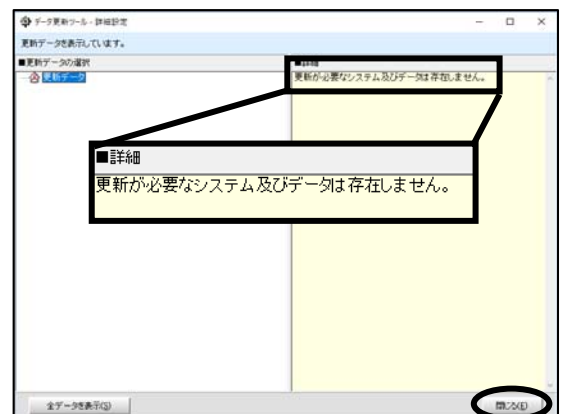 データ更新ツール - 詳細設定
更新データを表示しています。
■更新データの選択
■詳細
更新データ
更新が必要なシステム及びデータは存在しません。
■詳細
更新が必要なシステム及びデータは存在しません。
全データを表示(S)
閉じる(E)